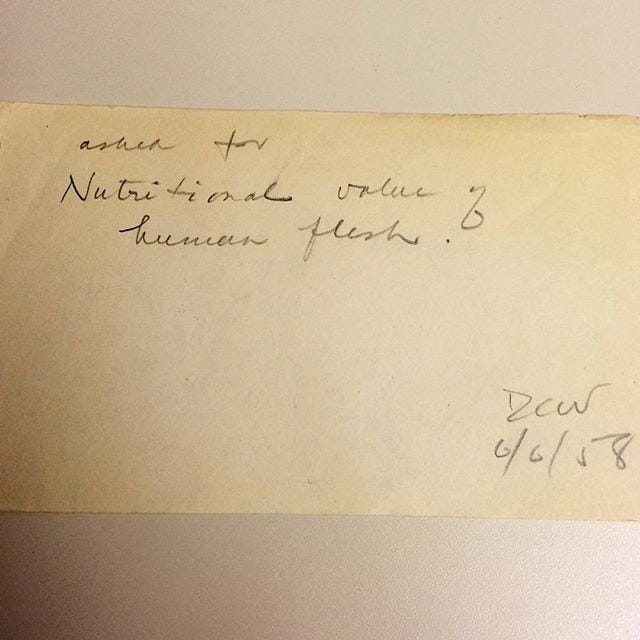 asked for
Nutritional value of
human flesh.
DCW
6/6/58